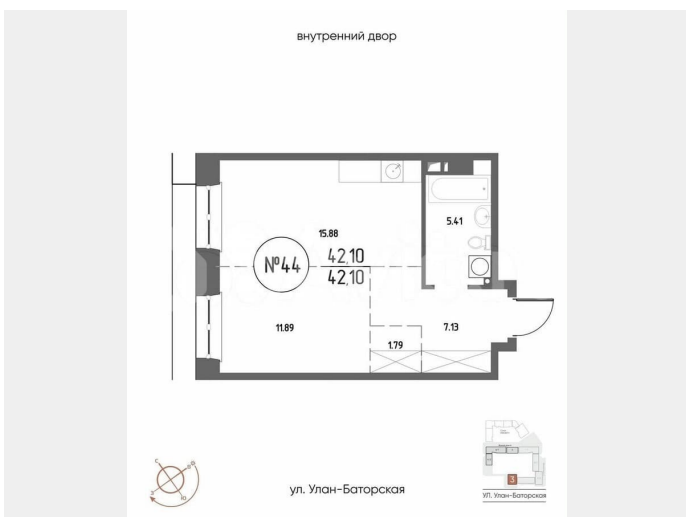 внутренний двор
15.88
5.41
№44
42,10
42,10
11.89
7.13
1.79
С
В
З
Ю
ул. Улан-Баторская
3
УЛ. Улан-Баторская